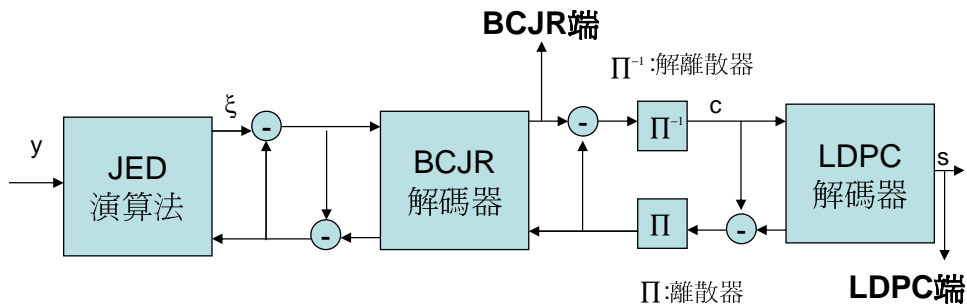 BCJR端
Π⁻¹:解離散器
y
JED
演算法
ξ
-
-
BCJR
解碼器
-
Π⁻¹
c
Π
-
LDPC
解碼器
s
Π:離散器
LDPC端